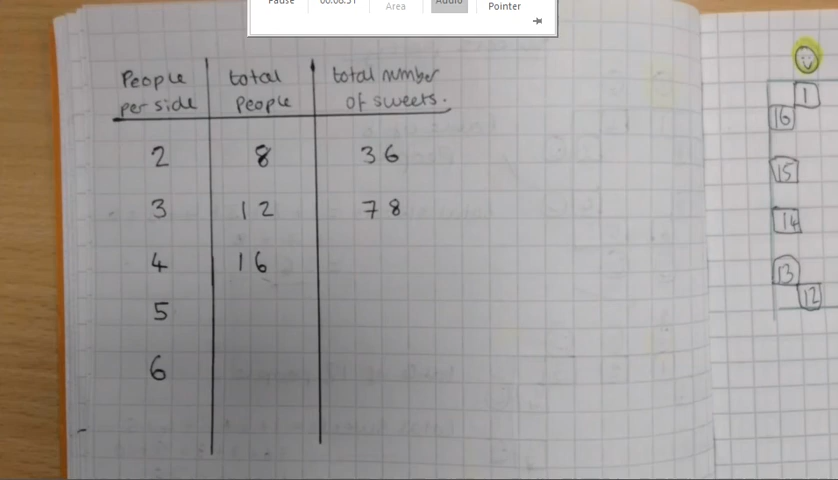 Pause 00:08:31 Area Audio Pointer
People per side total people total number of sweets.
2 8 36
3 12 78
4 16
5
6
1
16
15
14
13
12